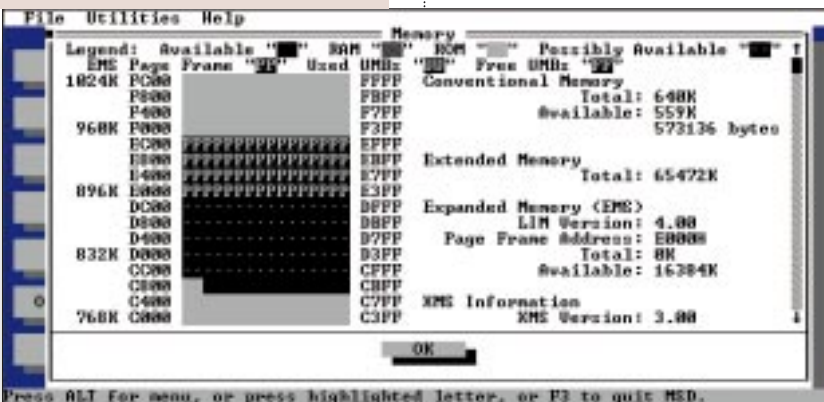 File Utilities Help
Memory
Legend: Available " " RAM " " ROM " " Possibly Available " " ↑
EMS Page Frame "PP" Used UMBs "UU" Free UMBs "FF"
1024K FC00 FFFF Conventional Memory
F800 FBFF Total: 640K
F400 F7FF Available: 559K
960K F000 F3FF 573136 bytes
EC00 PPPPPPPPPPPPPPPP EFFF
E800 PPPPPPPPPPPPPPPP EBFF Extended Memory
E400 PPPPPPPPPPPPPPPP E7FF Total: 65472K
896K E000 PPPPPPPPPPPPPPPP E3FF
DC00 DFFF Expanded Memory (EMS)
D800 DBFF LIM Version: 4.00
D400 D7FF Page Frame Address: E000H
832K D000 D3FF Total: 0K
CC00 CFFF Available: 16384K
C800 CBFF
C400 C7FF XMS Information
768K C000 C3FF XMS Version: 3.00 ↓
OK
Press ALT for menu, or press highlighted letter, or F3 to quit MSD.